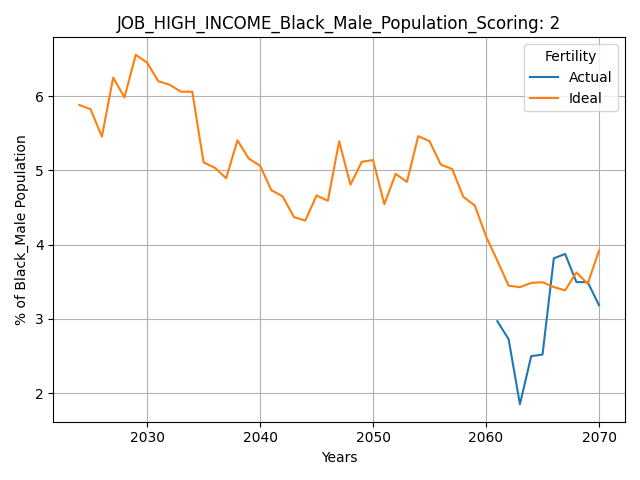 JOB_HIGH_INCOME_Black_Male_Population_Scoring: 2
Fertility
Actual
Ideal
% of Black_Male Population
6
5
4
3
2
2030 2040 2050 2060 2070
Years